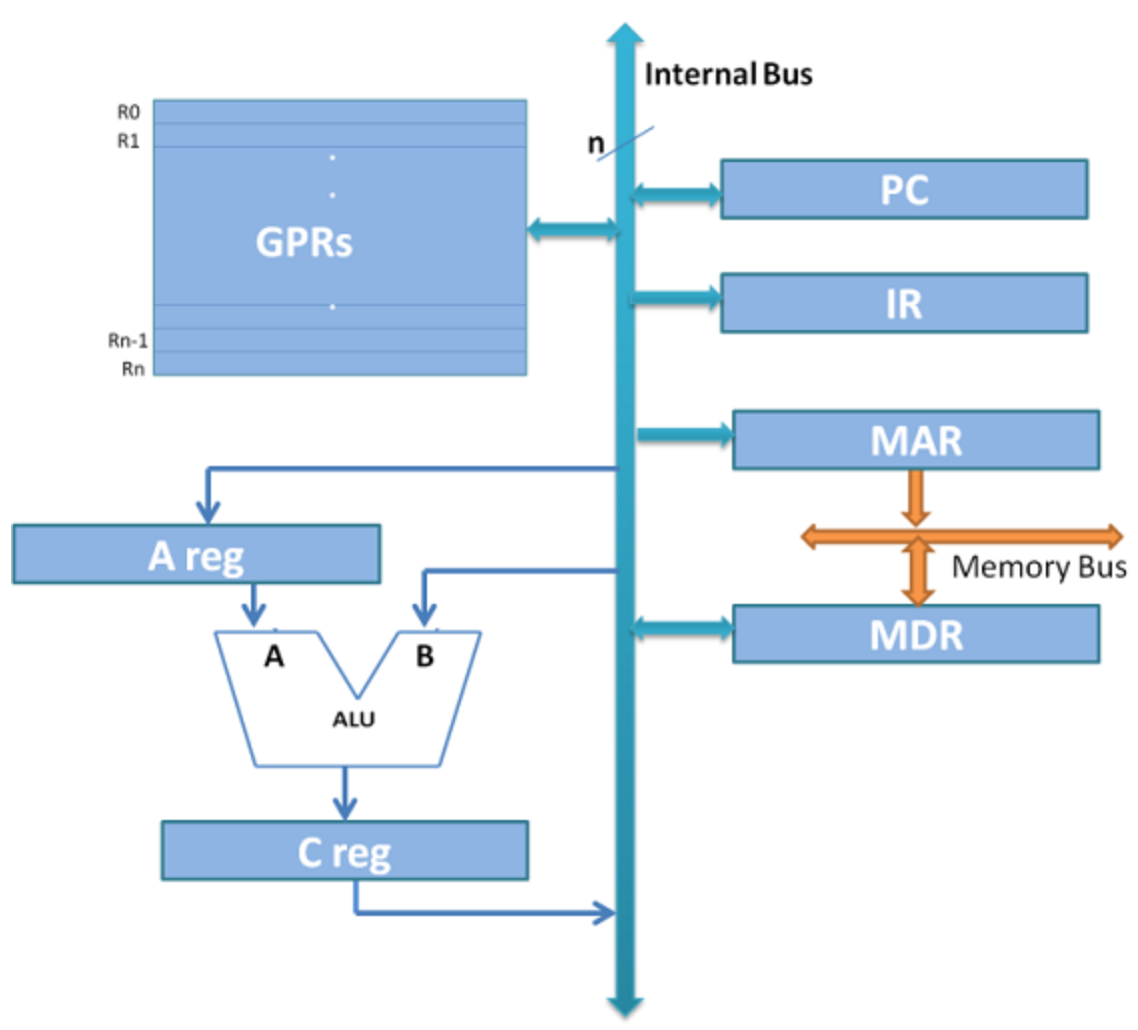 Internal Bus
n
R0
R1
GPRs
Rn-1
Rn
PC
IR
MAR
Memory Bus
MDR
A reg
A
B
ALU
C reg